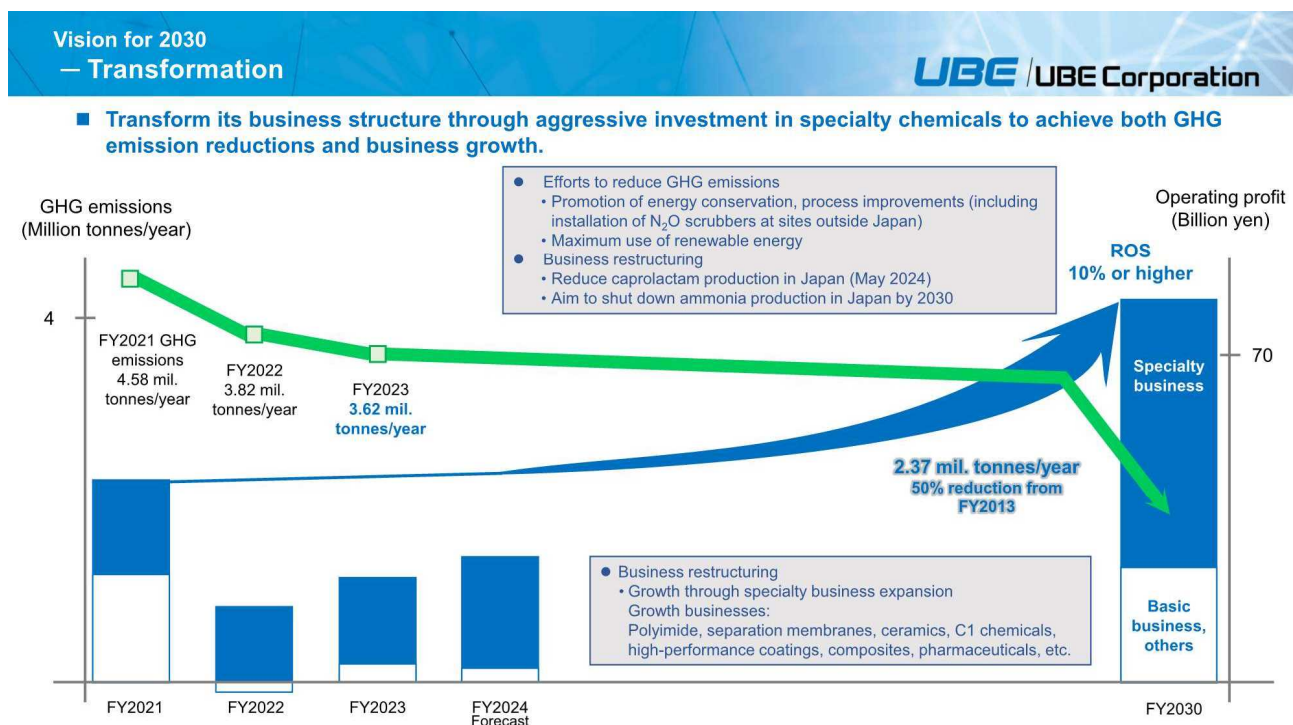 Vision for 2030
— Transformation
UBE / UBE Corporation
■ Transform its business structure through aggressive investment in specialty chemicals to achieve both GHG
emission reductions and business growth.
GHG emissions
(Million tonnes/year)
● Efforts to reduce GHG emissions
• Promotion of energy conservation, process improvements (including
installation of N₂O scrubbers at sites outside Japan)
• Maximum use of renewable energy
● Business restructuring
• Reduce caprolactam production in Japan (May 2024)
• Aim to shut down ammonia production in Japan by 2030
Operating profit
(Billion yen)
ROS
10% or higher
4
FY2021 GHG
emissions
4.58 mil.
tonnes/year
FY2022
3.82 mil.
tonnes/year
FY2023
3.62 mil.
tonnes/year
70
Specialty
business
2.37 mil. tonnes/year
50% reduction from
FY2013
● Business restructuring
• Growth through specialty business expansion
Growth businesses:
Polyimide, separation membranes, ceramics, C1 chemicals,
high-performance coatings, composites, pharmaceuticals, etc.
Basic
business,
others
FY2021
FY2022
FY2023
FY2024
Forecast
FY2030